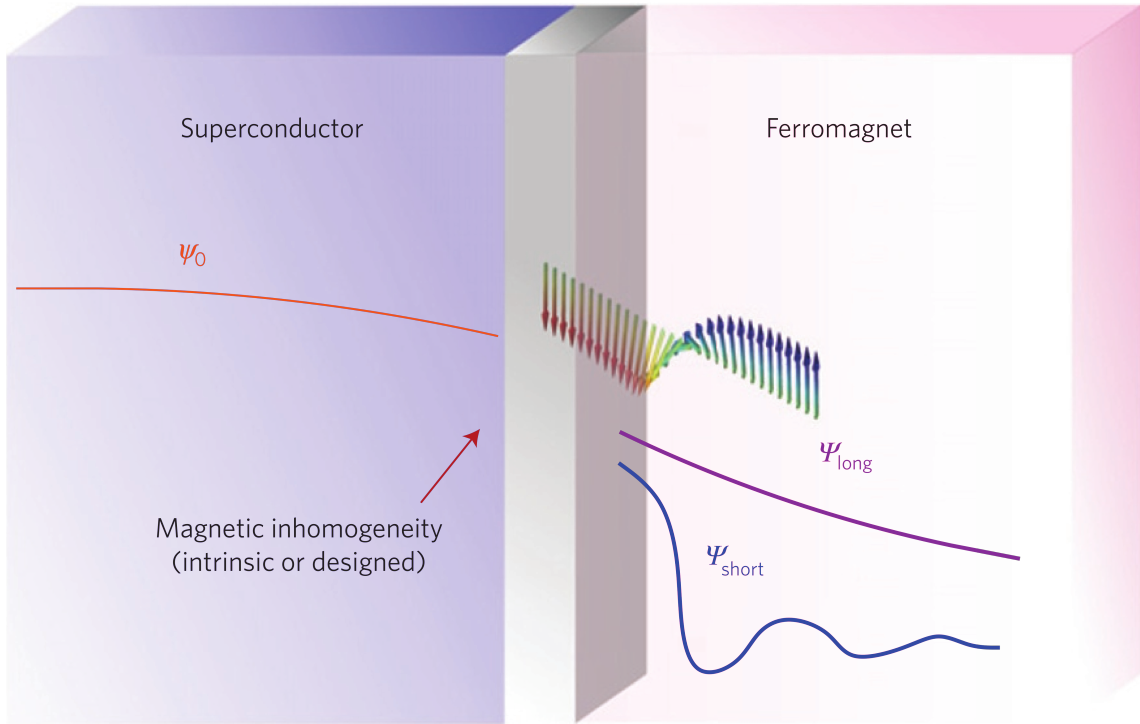 Superconductor
Ferromagnet
ψ0
Ψlong
Magnetic inhomogeneity
(intrinsic or designed)
Ψshort